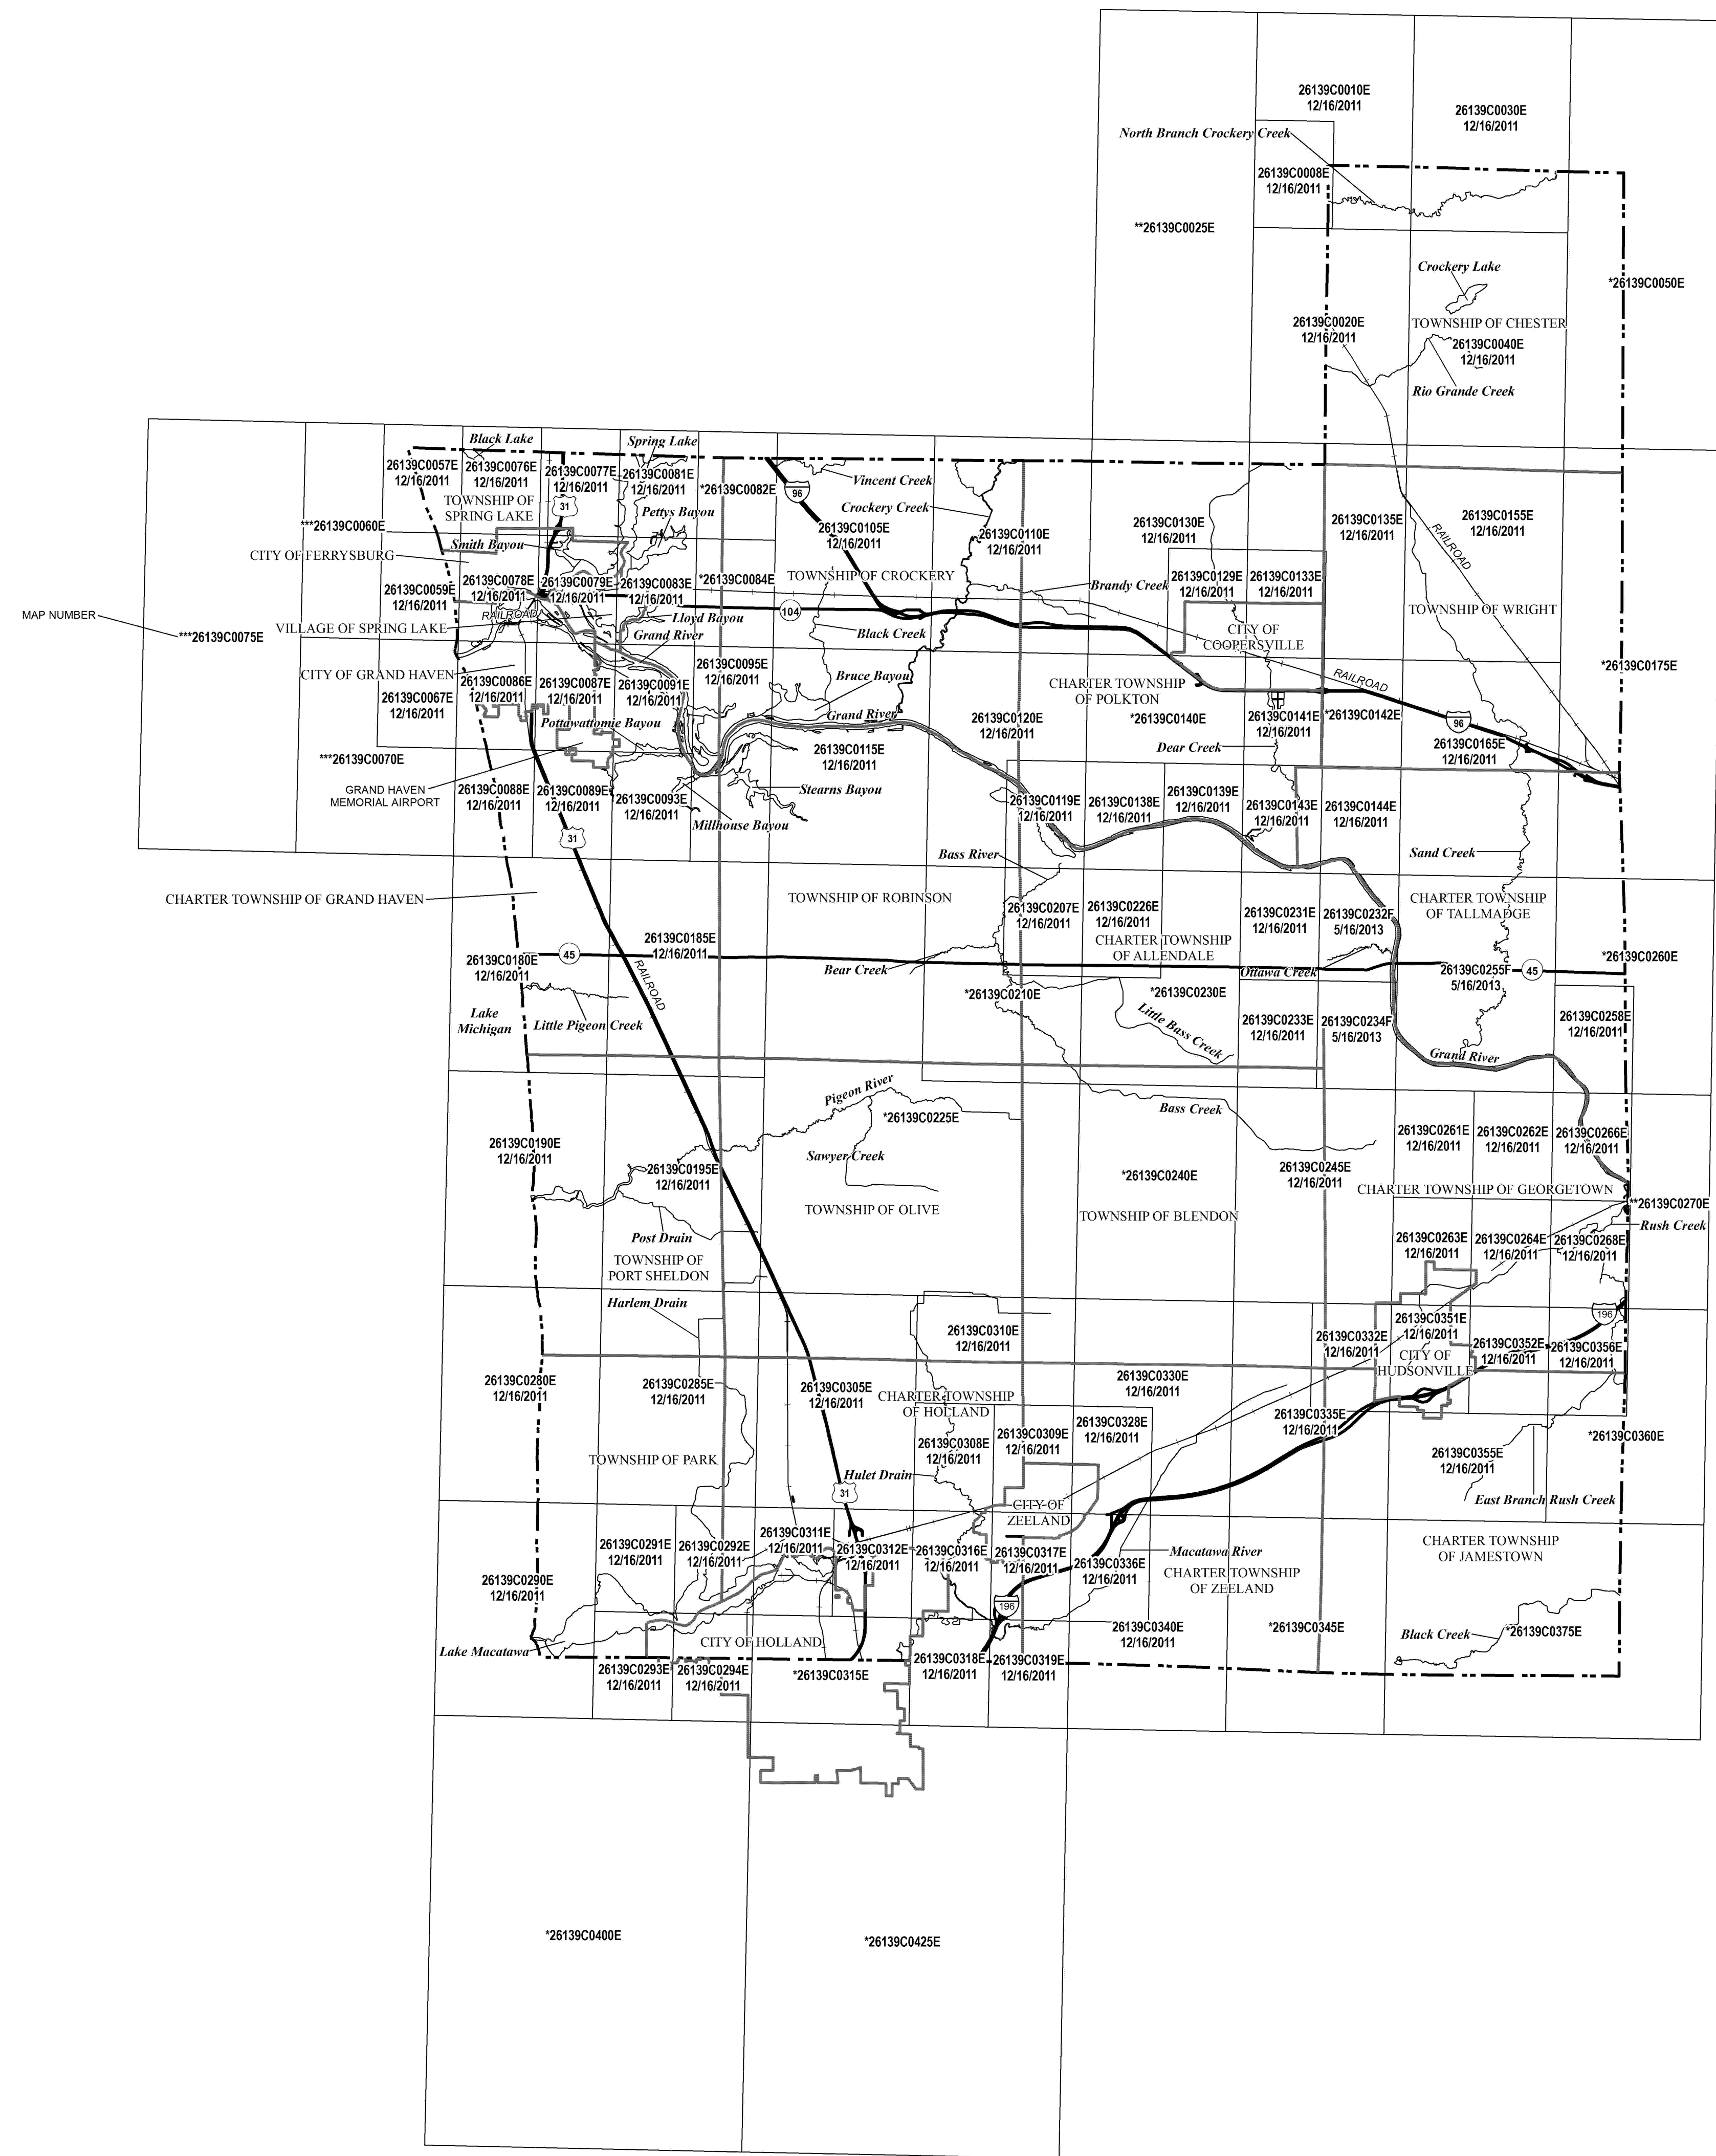 26139C0010E
12/16/2011
26139C0030E
12/16/2011
North Branch Crockery Creek
26139C0008E
12/16/2011
**26139C0025E
Crockery Lake
*26139C0050E
26139C0020E
12/16/2011
TOWNSHIP OF CHESTER
26139C0040E
12/16/2011
Rio Grande Creek
Black Lake
Spring Lake
26139C0057E
12/16/2011
26139C0076E
12/16/2011
26139C0077E
12/16/2011
26139C0081E
12/16/2011
*26139C0082E
96
Vincent Creek
TOWNSHIP OF
SPRING LAKE
31
Pettys Bayou
Crockery Creek
***26139C0060E
26139C0105E
12/16/2011
26139C0110E
12/16/2011
26139C0130E
12/16/2011
26139C0135E
12/16/2011
26139C0155E
12/16/2011
RAILROAD
CITY OF FERRYSBURG
Smith Bayou
26139C0059E
12/16/2011
26139C0078E
12/16/2011
26139C0079E
12/16/2011
26139C0083E
12/16/2011
*26139C0084E
TOWNSHIP OF CROCKERY
Brandy Creek
26139C0129E
12/16/2011
26139C0133E
12/16/2011
TOWNSHIP OF WRIGHT
MAP NUMBER
***26139C0075E
RAILROAD
104
VILLAGE OF SPRING LAKE
Lloyd Bayou
Grand River
Black Creek
CITY OF
COOPERSVILLE
CITY OF GRAND HAVEN
26139C0095E
12/16/2011
Bruce Bayou
*26139C0175E
26139C0067E
12/16/2011
26139C0086E
12/16/2011
26139C0087E
12/16/2011
26139C0091E
12/16/2011
CHARTER TOWNSHIP
OF POLKTON
RAILROAD
Pottawattomie Bayou
Grand River
26139C0120E
12/16/2011
*26139C0140E
26139C0141E
12/16/2011
*26139C0142E
96
***26139C0070E
26139C0115E
12/16/2011
Dear Creek
26139C0165E
12/16/2011
GRAND HAVEN
MEMORIAL AIRPORT
26139C0088E
12/16/2011
26139C0089E
12/16/2011
26139C0093E
12/16/2011
Stearns Bayou
26139C0119E
12/16/2011
26139C0138E
12/16/2011
26139C0139E
12/16/2011
26139C0143E
12/16/2011
26139C0144E
12/16/2011
Millhouse Bayou
31
Bass River
Sand Creek
CHARTER TOWNSHIP OF GRAND HAVEN
TOWNSHIP OF ROBINSON
26139C0207E
12/16/2011
26139C0226E
12/16/2011
26139C0231E
12/16/2011
26139C0232F
5/16/2013
CHARTER TOWNSHIP
OF TALLMADGE
26139C0185E
12/16/2011
CHARTER TOWNSHIP
OF ALLENDALE
26139C0180E
12/16/2011
45
RAILROAD
Bear Creek
Ottawa Creek
26139C0255F
5/16/2013
45
*26139C0260E
*26139C0210E
*26139C0230E
Lake
Michigan
Little Pigeon Creek
Little Bass Creek
26139C0233E
12/16/2011
26139C0234F
5/16/2013
26139C0258E
12/16/2011
Grand River
Pigeon River
*26139C0225E
Bass Creek
26139C0190E
12/16/2011
26139C0195E
12/16/2011
Sawyer Creek
*26139C0240E
26139C0245E
12/16/2011
26139C0261E
12/16/2011
26139C0262E
12/16/2011
26139C0266E
12/16/2011
CHARTER TOWNSHIP OF GEORGETOWN
TOWNSHIP OF OLIVE
TOWNSHIP OF BLENDON
**26139C0270E
Rush Creek
Post Drain
26139C0263E
12/16/2011
26139C0264E
12/16/2011
26139C0268E
12/16/2011
TOWNSHIP OF
PORT SHELDON
Harlem Drain
196
26139C0310E
12/16/2011
26139C0332E
12/16/2011
26139C0351E
12/16/2011
26139C0352E
12/16/2011
26139C0356E
12/16/2011
CITY OF
HUDSONVILLE
26139C0280E
12/16/2011
26139C0285E
12/16/2011
26139C0305E
12/16/2011
CHARTER TOWNSHIP
OF HOLLAND
26139C0330E
12/16/2011
26139C0308E
12/16/2011
26139C0309E
12/16/2011
26139C0328E
12/16/2011
26139C0335E
12/16/2011
*26139C0360E
TOWNSHIP OF PARK
Hulet Drain
31
26139C0355E
12/16/2011
East Branch Rush Creek
CITY OF
ZEELAND
26139C0291E
12/16/2011
26139C0292E
12/16/2011
26139C0311E
12/16/2011
26139C0312E
12/16/2011
26139C0316E
12/16/2011
26139C0317E
12/16/2011
26139C0336E
12/16/2011
Macatawa River
CHARTER TOWNSHIP
OF ZEELAND
CHARTER TOWNSHIP
OF JAMESTOWN
26139C0290E
12/16/2011
196
26139C0340E
12/16/2011
*26139C0345E
Black Creek
*26139C0375E
Lake Macatawa
CITY OF HOLLAND
26139C0293E
12/16/2011
26139C0294E
12/16/2011
*26139C0315E
26139C0318E
12/16/2011
26139C0319E
12/16/2011
*26139C0400E
*26139C0425E